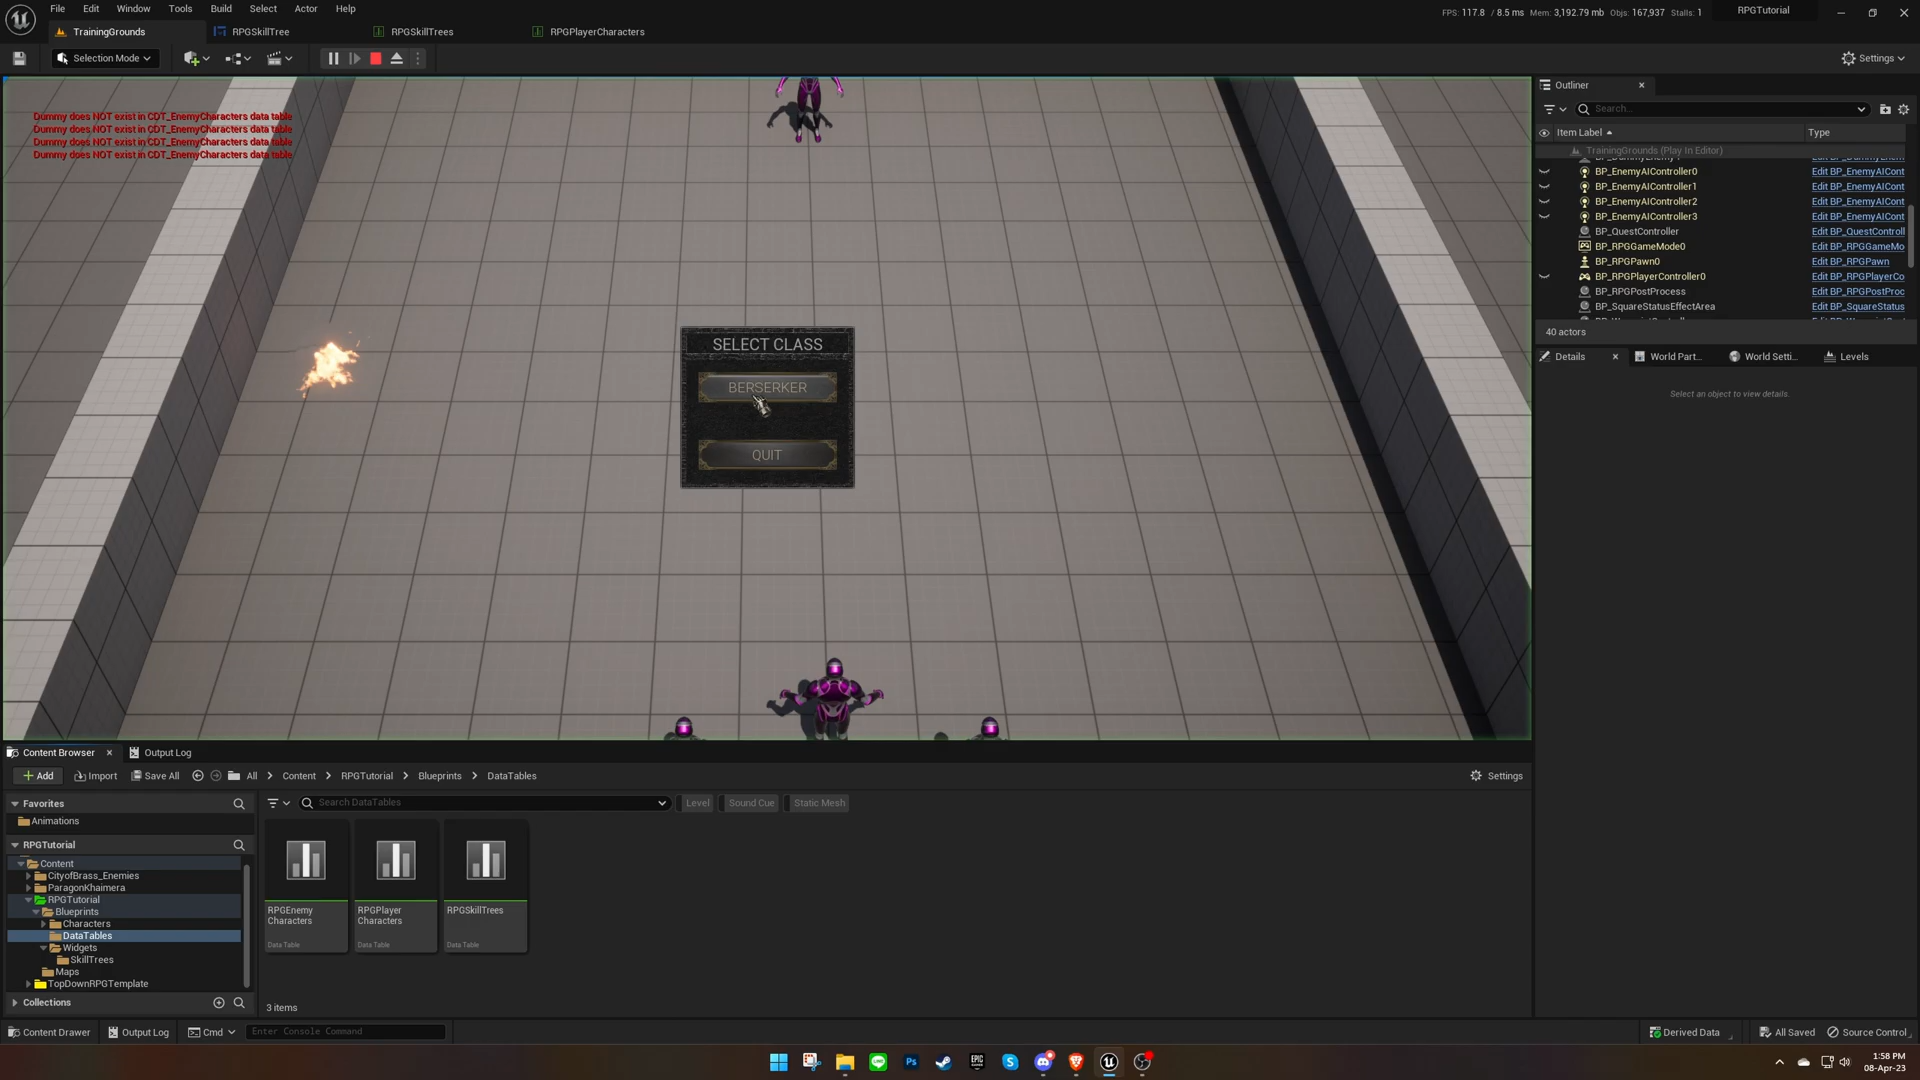 File Edit Window Tools Build Select Actor Help
FPS: 117.8 / 8.5 ms Mem: 3,192.79 mb Objs: 167,937 Stalls: 1
RPGTutorial
TrainingGrounds
RPGSkillTree
RPGSkillTrees
RPGPlayerCharacters
Selection Mode
Settings
Dummy does NOT exist in CDT_EnemyCharacters data table
Dummy does NOT exist in CDT_EnemyCharacters data table
Dummy does NOT exist in CDT_EnemyCharacters data table
Dummy does NOT exist in CDT_EnemyCharacters data table
SELECT CLASS
BERSERKER
QUIT
Outliner
Search...
Item Label Type
TrainingGrounds (Play In Editor)
BP_EnemyAIController0 Edit BP_EnemyAICont
BP_EnemyAIController1 Edit BP_EnemyAICont
BP_EnemyAIController2 Edit BP_EnemyAICont
BP_EnemyAIController3 Edit BP_EnemyAICont
BP_QuestController Edit BP_QuestControll
BP_RPGGameMode0 Edit BP_RPGGameMo
BP_RPGPawn0 Edit BP_RPGPawn
BP_RPGPlayerController0 Edit BP_RPGPlayerCo
BP_RPGPostProcess Edit BP_RPGPostProc
BP_SquareStatusEffectArea Edit BP_SquareStatus
40 actors
Details World Part... World Setti... Levels
Select an object to view details.
Content Browser Output Log
Add Import Save All All Content RPGTutorial Blueprints DataTables Settings
Favorites
Animations
RPGTutorial
Content
CityofBrass_Enemies
ParagonKhaimera
RPGTutorial
Blueprints
Characters
DataTables
Widgets
SkillTrees
Maps
TopDownRPGTemplate
Collections
Search DataTables Level Sound Cue Static Mesh
RPGEnemy
Characters
Data Table
RPGPlayer
Characters
Data Table
RPGSkillTrees
Data Table
3 items
Content Drawer Output Log Cmd Enter Console Command Derived Data All Saved Source Control
Ps
EPIC
1:58 PM
08-Apr-23